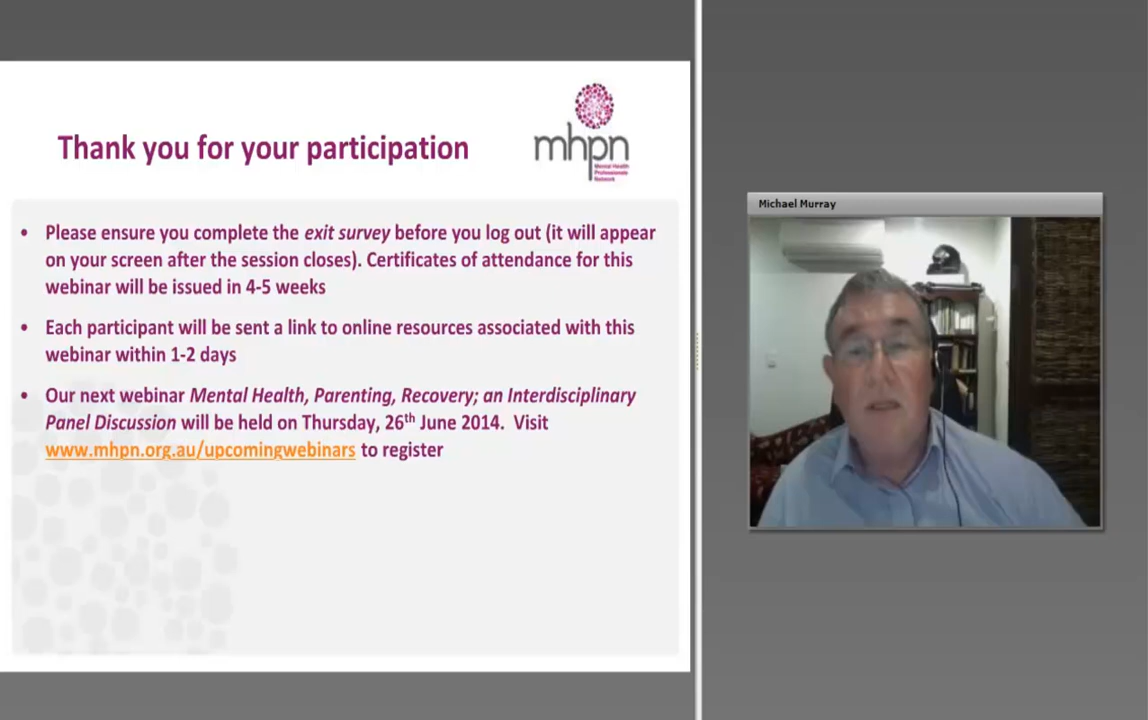 Thank you for your participation
mhpn
Mental Health
Professionals
Network
• Please ensure you complete the exit survey before you log out (it will appear
on your screen after the session closes). Certificates of attendance for this
webinar will be issued in 4-5 weeks
• Each participant will be sent a link to online resources associated with this
webinar within 1-2 days
• Our next webinar Mental Health, Parenting, Recovery; an Interdisciplinary
Panel Discussion will be held on Thursday, 26th June 2014. Visit
www.mhpn.org.au/upcomingwebinars to register
Michael Murray